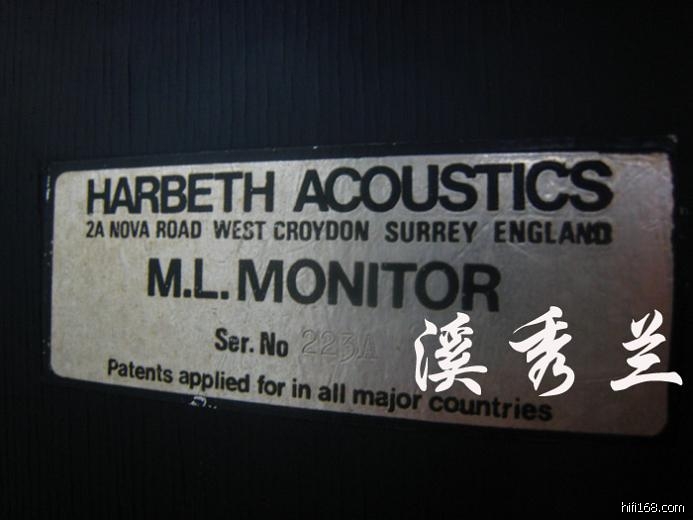 HARBETH ACOUSTICS
2A NOVA ROAD WEST CROYDON SURREY ENGLAND
M.L. MONITOR
Ser. No 223A
溪秀兰
Patents applied for in all major countries
hifi168.com